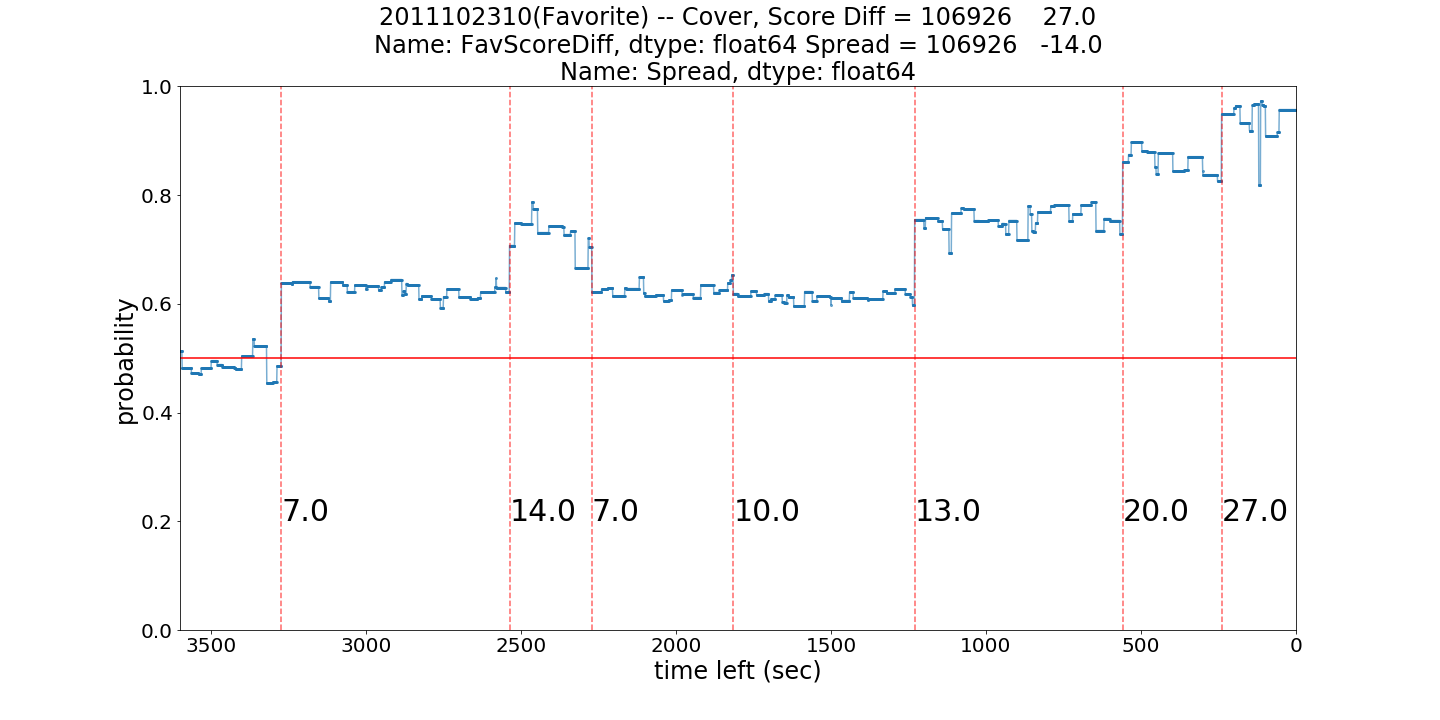 2011102310(Favorite) -- Cover, Score Diff = 106926    27.0
Name: FavScoreDiff, dtype: float64 Spread = 106926   -14.0
Name: Spread, dtype: float64
1.0
0.8
0.6
0.4
0.2
0.0
probability
7.0 14.0 7.0 10.0 13.0 20.0 27.0
3500 3000 2500 2000 1500 1000 500 0
time left (sec)